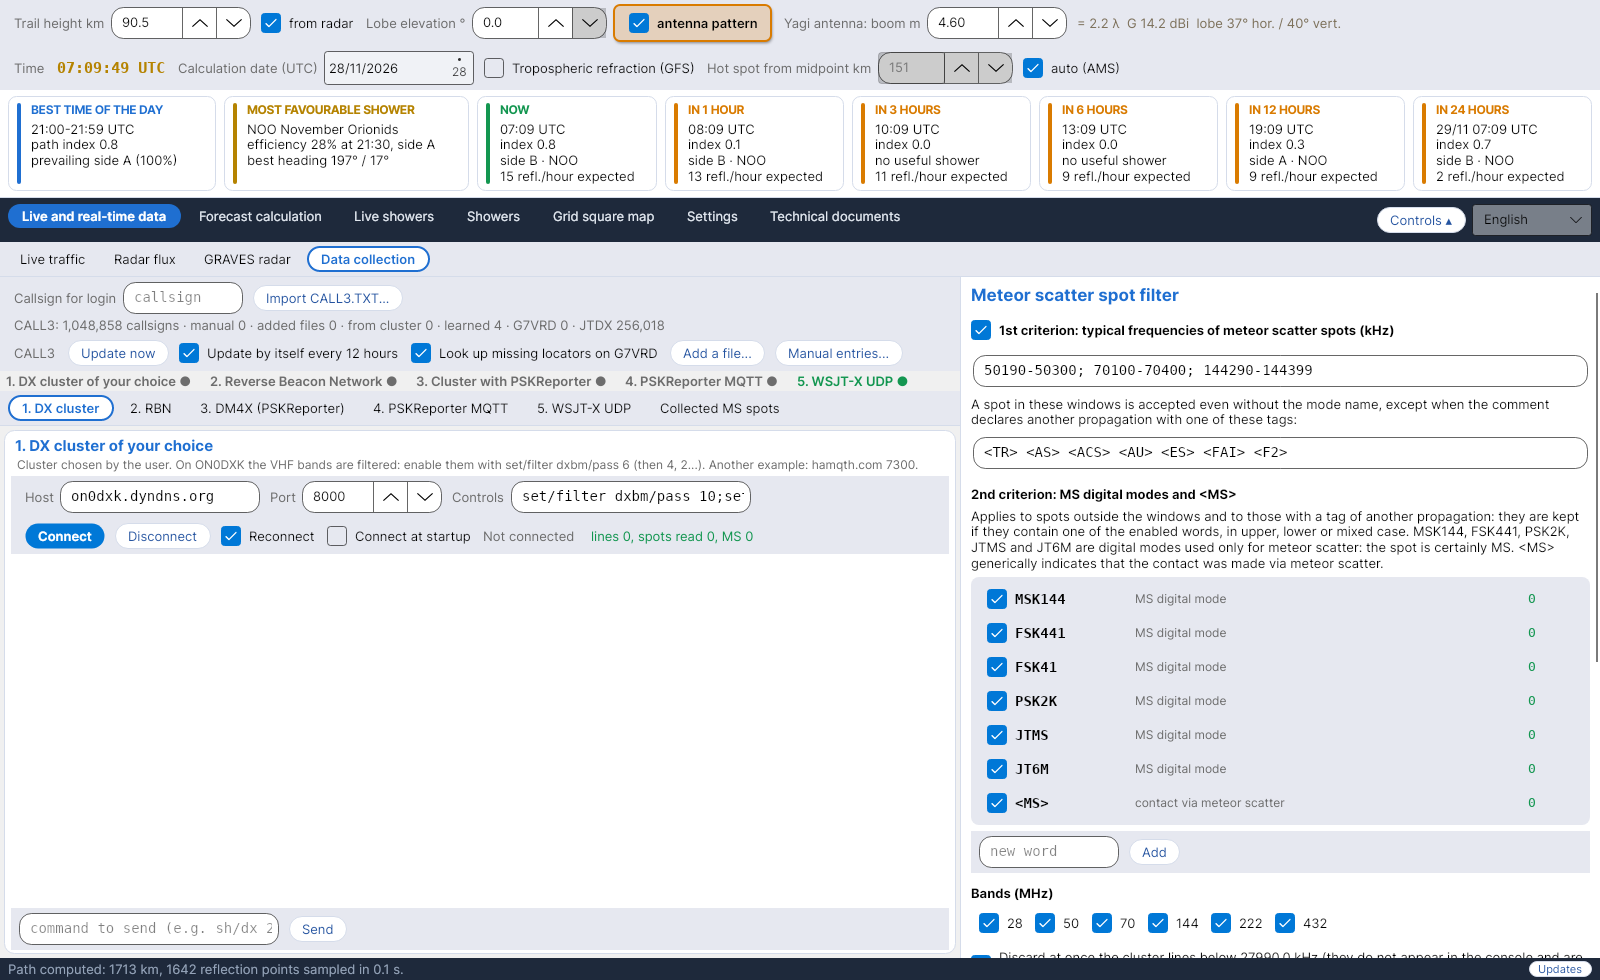 Trail height km 90.5 from radar Lobe elevation ° 0.0 antenna pattern Yagi antenna: boom m 4.60 = 2.2 λ G 14.2 dBi lobe 37° hor. / 40° vert.
Time 07:09:49 UTC Calculation date (UTC) 28/11/2026 28 Tropospheric refraction (GFS) Hot spot from midpoint km 151 auto (AMS)
BEST TIME OF THE DAY
21:00-21:59 UTC
path index 0.8
prevailing side A (100%)
MOST FAVOURABLE SHOWER
NOO November Orionids
efficiency 28% at 21:30, side A
best heading 197° / 17°
NOW
07:09 UTC
index 0.8
side B · NOO
15 refl./hour expected
IN 1 HOUR
08:09 UTC
index 0.1
side B · NOO
13 refl./hour expected
IN 3 HOURS
10:09 UTC
index 0.0
no useful shower
11 refl./hour expected
IN 6 HOURS
13:09 UTC
index 0.0
no useful shower
9 refl./hour expected
IN 12 HOURS
19:09 UTC
index 0.3
side A · NOO
9 refl./hour expected
IN 24 HOURS
29/11 07:09 UTC
index 0.7
side B · NOO
2 refl./hour expected
Live and real-time data Forecast calculation Live showers Showers Grid square map Settings Technical documents Controls ▴ English
Live traffic Radar flux GRAVES radar Data collection
Callsign for login callsign Import CALL3.TXT...
CALL3: 1,048,858 callsigns · manual 0 · added files 0 · from cluster 0 · learned 4 · G7VRD 0 · JTDX 256,018
CALL3 Update now Update by itself every 12 hours Look up missing locators on G7VRD Add a file... Manual entries...
1. DX cluster of your choice ● 2. Reverse Beacon Network ● 3. Cluster with PSKReporter ● 4. PSKReporter MQTT ● 5. WSJT-X UDP ●
1. DX cluster 2. RBN 3. DM4X (PSKReporter) 4. PSKReporter MQTT 5. WSJT-X UDP Collected MS spots
1. DX cluster of your choice
Cluster chosen by the user. On ON0DXK the VHF bands are filtered: enable them with set/filter dxbm/pass 6 (then 4, 2...). Another example: hamqth.com 7300.
Host on0dxk.dyndns.org Port 8000 Controls set/filter dxbm/pass 10;se
Connect Disconnect Reconnect Connect at startup Not connected lines 0, spots read 0, MS 0
command to send (e.g. sh/dx 2 Send
Meteor scatter spot filter
1st criterion: typical frequencies of meteor scatter spots (kHz)
50190-50300; 70100-70400; 144290-144399
A spot in these windows is accepted even without the mode name, except when the comment
declares another propagation with one of these tags:
<TR> <AS> <ACS> <AU> <ES> <FAI> <F2>
2nd criterion: MS digital modes and <MS>
Applies to spots outside the windows and to those with a tag of another propagation: they are kept
if they contain one of the enabled words, in upper, lower or mixed case. MSK144, FSK441, PSK2K,
JTMS and JT6M are digital modes used only for meteor scatter: the spot is certainly MS. <MS>
generically indicates that the contact was made via meteor scatter.
MSK144 MS digital mode 0
FSK441 MS digital mode 0
FSK41 MS digital mode 0
PSK2K MS digital mode 0
JTMS MS digital mode 0
JT6M MS digital mode 0
<MS> contact via meteor scatter 0
new word Add
Bands (MHz)
28 50 70 144 222 432
Discard at once the cluster lines below 27990.0 kHz (they do not appear in the console and are
Path computed: 1713 km, 1642 reflection points sampled in 0.1 s. Updates